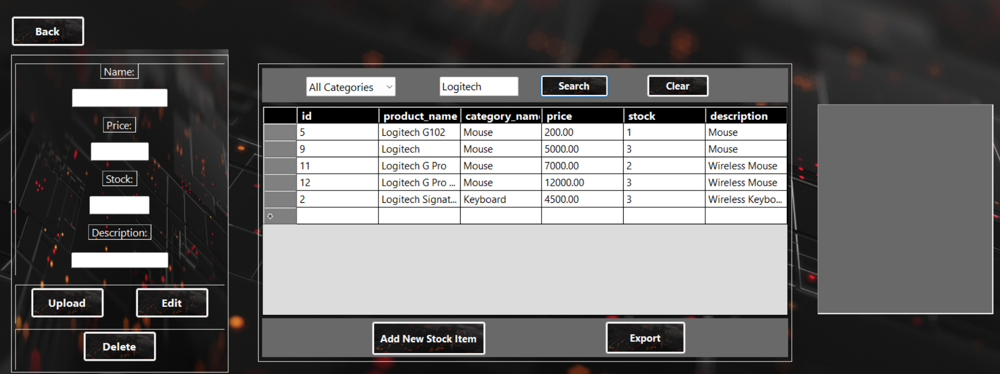 Back
Name:
Price:
Stock:
Description:
Upload Edit
Delete
All Categories Logitech Search Clear
id product_name category_nam price stock description
5 Logitech G102 Mouse 200.00 1 Mouse
9 Logitech Mouse 5000.00 3 Mouse
11 Logitech G Pro Mouse 7000.00 2 Wireless Mouse
12 Logitech G Pro ... Mouse 12000.00 3 Wireless Mouse
2 Logitech Signat... Keyboard 4500.00 3 Wireless Keybo...
Add New Stock Item Export